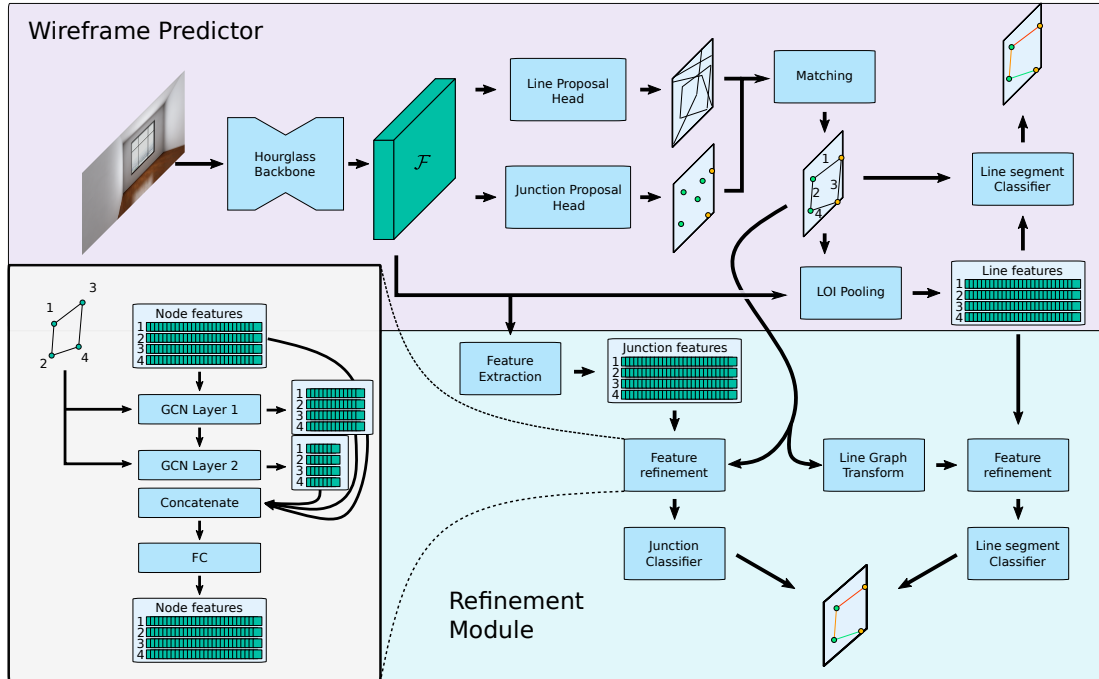 Wireframe Predictor
Hourglass
Backbone
ℱ
Line Proposal
Head
Junction Proposal
Head
Matching
1
2
3
4
Line segment
Classifier
LOI Pooling
Line features
1
2
3
4
1
3
2
4
Node features
1
2
3
4
GCN Layer 1
1
2
3
4
GCN Layer 2
1
2
3
4
Concatenate
FC
Node features
1
2
3
4
Feature
Extraction
Junction features
1
2
3
4
Feature
refinement
Line Graph
Transform
Feature
refinement
Junction
Classifier
Line segment
Classifier
Refinement
Module